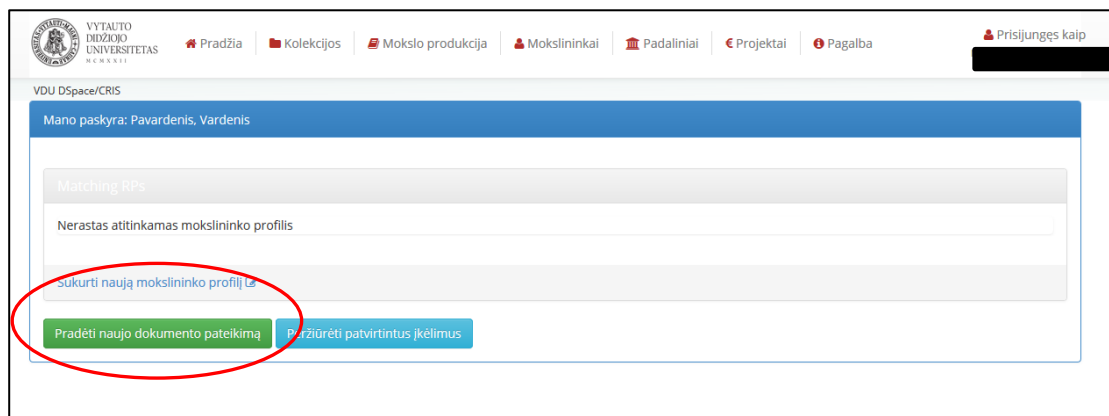 VYTAUTO
DIDŽIOJO
UNIVERSITETAS
MCMXXII
Pradžia
Kolekcijos
Mokslo produkcija
Mokslininkai
Padaliniai
€ Projektai
Pagalba
Prisijungęs kaip
VDU DSpace/CRIS
Mano paskyra: Pavardenis, Vardenis
Matching RPs
Nerastas atitinkamas mokslininko profilis
Sukurti naują mokslininko profilį
Pradėti naujo dokumento pateikimą
Peržiūrėti patvirtintus įkėlimus